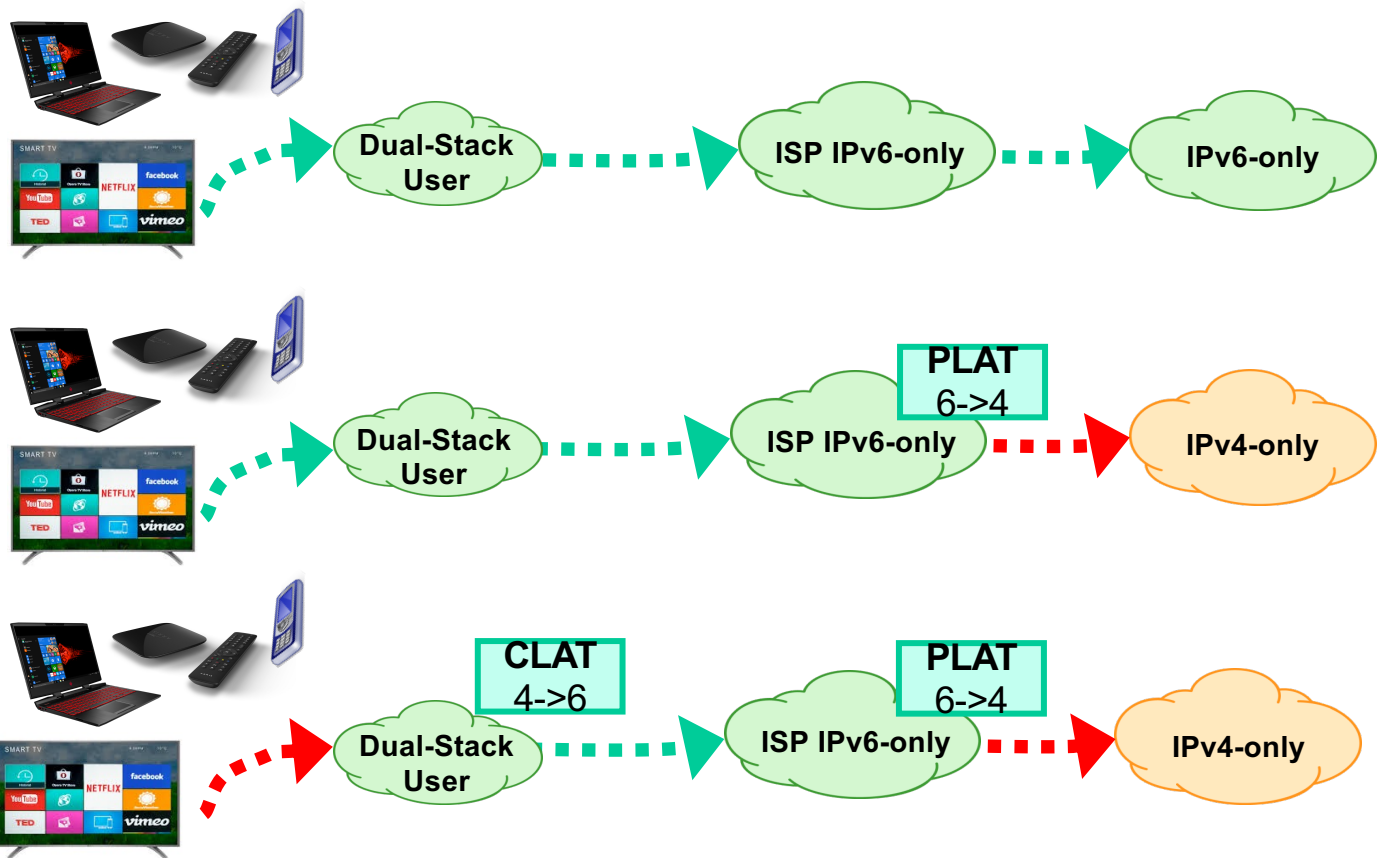 SMART TV
NETFLIX
facebook
YouTube
TED
vimeo
Dual-Stack
User
ISP IPv6-only
IPv6-only
SMART TV
NETFLIX
facebook
YouTube
TED
vimeo
Dual-Stack
User
PLAT
6->4
ISP IPv6-only
IPv4-only
SMART TV
NETFLIX
facebook
YouTube
TED
vimeo
CLAT
4->6
Dual-Stack
User
PLAT
6->4
ISP IPv6-only
IPv4-only